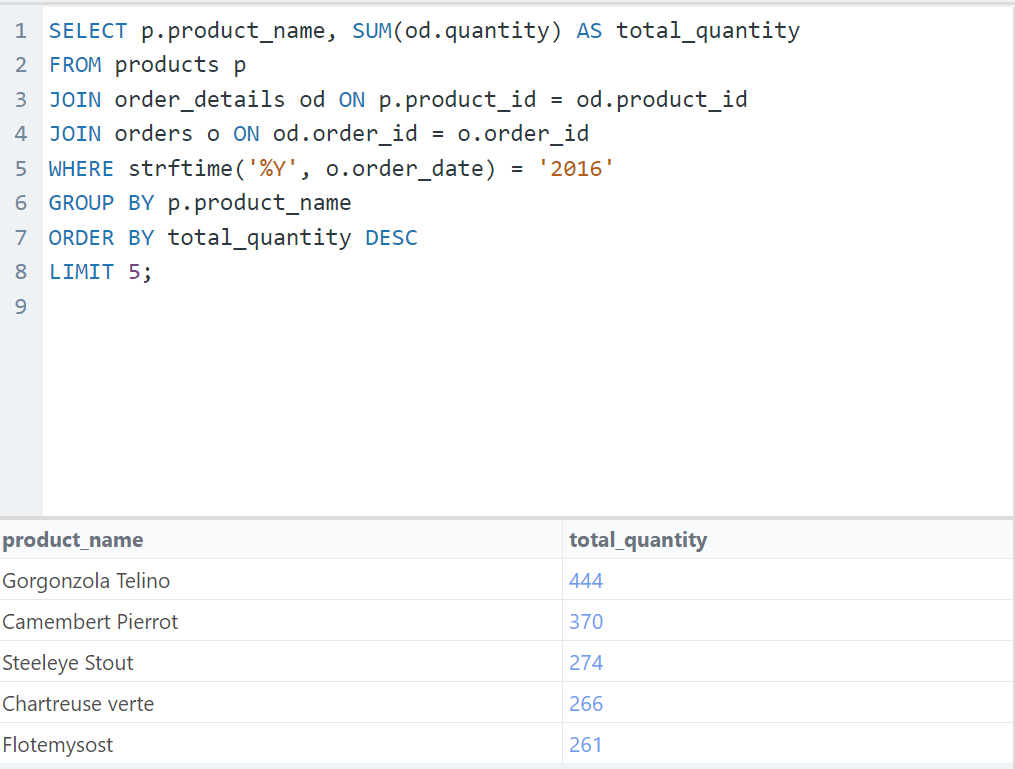 1 SELECT p.product_name, SUM(od.quantity) AS total_quantity
2 FROM products p
3 JOIN order_details od ON p.product_id = od.product_id
4 JOIN orders o ON od.order_id = o.order_id
5 WHERE strftime('%Y', o.order_date) = '2016'
6 GROUP BY p.product_name
7 ORDER BY total_quantity DESC
8 LIMIT 5;
9
product_name total_quantity
Gorgonzola Telino 444
Camembert Pierrot 370
Steeleye Stout 274
Chartreuse verte 266
Flotemysost 261